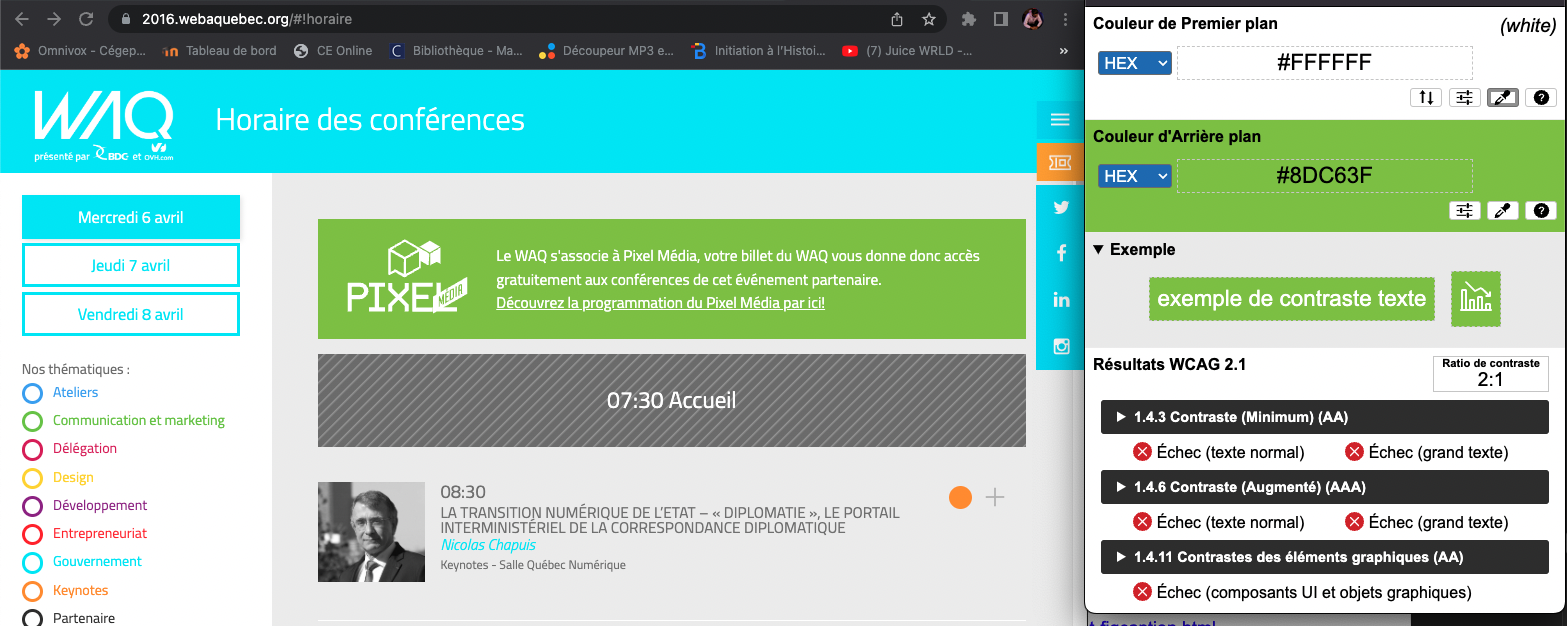 2016.webaquebec.org/#!horaire
Omnivox - Cégep...
Tableau de bord
CE Online
Bibliothèque - Ma...
Découpeur MP3 e...
Initiation à l'Histoi...
(7) Juice WRLD -...
»
WAQ
présenté par BDC et OVH.com
Horaire des conférences
Mercredi 6 avril
Jeudi 7 avril
Vendredi 8 avril
Nos thématiques :
Ateliers
Communication et marketing
Délégation
Design
Développement
Entrepreneuriat
Gouvernement
Keynotes
Partenaire
PIXEL
MÉDIA
Le WAQ s'associe à Pixel Média, votre billet du WAQ vous donne donc accès
gratuitement aux conférences de cet événement partenaire.
Découvrez la programmation du Pixel Média par ici!
07:30 Accueil
08:30
LA TRANSITION NUMÉRIQUE DE L'ETAT – « DIPLOMATIE », LE PORTAIL
INTERMINISTÉRIEL DE LA CORRESPONDANCE DIPLOMATIQUE
Nicolas Chapuis
Keynotes - Salle Québec Numérique
Couleur de Premier plan
(white)
HEX
#FFFFFF
Couleur d'Arrière plan
HEX
#8DC63F
Exemple
exemple de contraste texte
Résultats WCAG 2.1
Ratio de contraste
2:1
1.4.3 Contraste (Minimum) (AA)
Échec (texte normal)
Échec (grand texte)
1.4.6 Contraste (Augmenté) (AAA)
Échec (texte normal)
Échec (grand texte)
1.4.11 Contrastes des éléments graphiques (AA)
Échec (composants UI et objets graphiques)